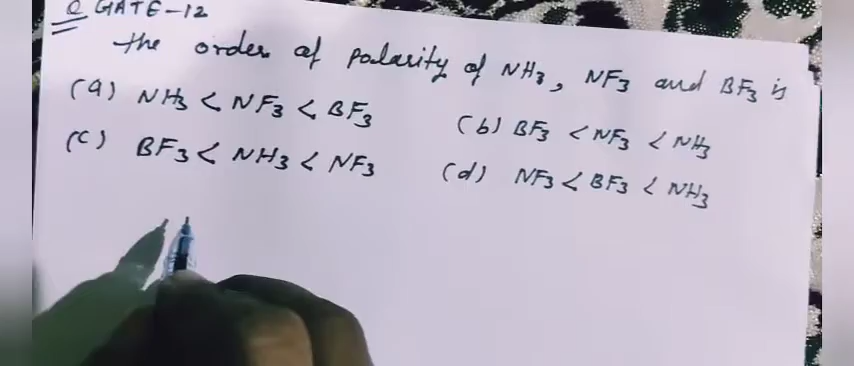 Q GATE-12
the order of polarity of NH3, NF3 and BF3 is
(a) NH3 < NF3 < BF3
(b) BF3 < NF3 < NH3
(c) BF3 < NH3 < NF3
(d) NF3 < BF3 < NH3